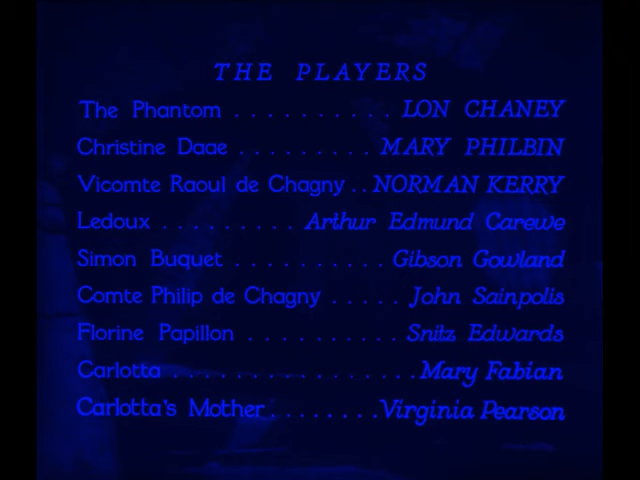 THE PLAYERS
The Phantom . . . . . . . . . . LON CHANEY
Christine Daae . . . . . . . . . MARY PHILBIN
Vicomte Raoul de Chagny . . NORMAN KERRY
Ledoux . . . . . . . . . Arthur Edmund Carewe
Simon Buquet . . . . . . . . . . Gibson Gowland
Comte Philip de Chagny . . . . . John Sainpolis
Florine Papillon . . . . . . . . . . Snitz Edwards
Carlotta . . . . . . . . . . . . . . . . Mary Fabian
Carlotta's Mother . . . . . . . . Virginia Pearson